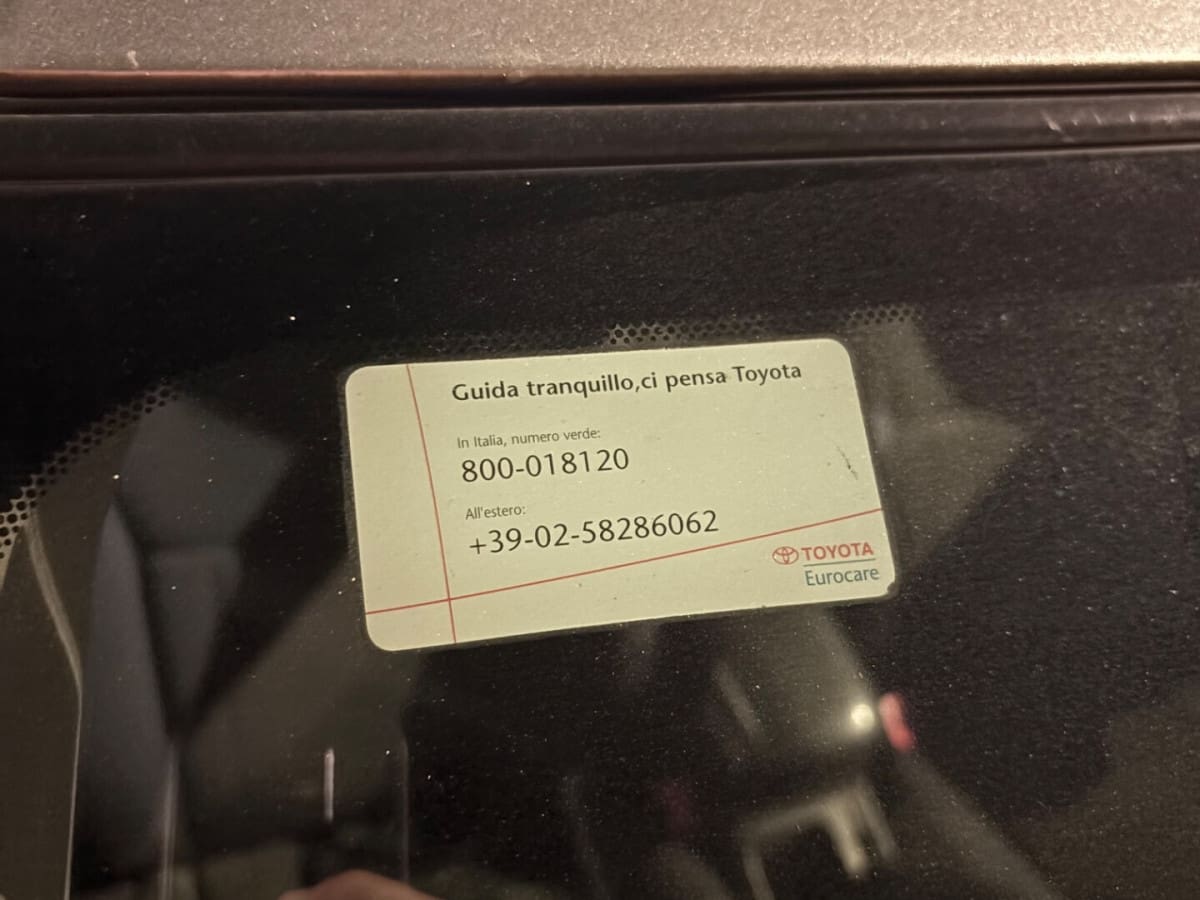 Guida tranquillo,ci pensa Toyota
In Italia, numero verde:
800-018120
All'estero:
+39-02-58286062
TOYOTA
Eurocare